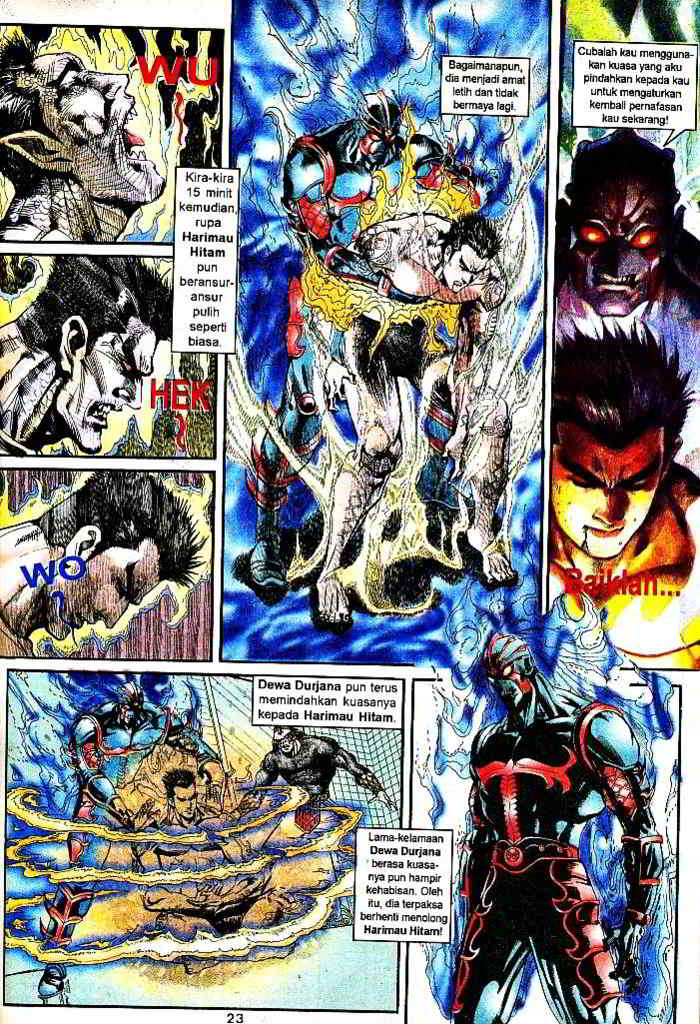 WU
Kira-kira
15 minit
kemudian,
rupa
Harimau
Hitam
pun
beransur-
ansur
pulih
seperti
biasa.
HEK
WO
Bagaimanapun,
dia menjadi amat
letih dan tidak
bermaya lagi.
Cubalah kau mengguna-
kan kuasa yang aku
pindahkan kepada kau
untuk mengaturkan
kembali pernafasan
kau sekarang!
Baiklah...
Dewa Durjana pun terus
memindahkan kuasanya
kepada Harimau Hitam.
Lama-kelamaan
Dewa Durjana
berasa kuasa-
nya pun hampir
kehabisan. Oleh
itu, dia terpaksa
berhenti menolong
Harimau Hitam!
23